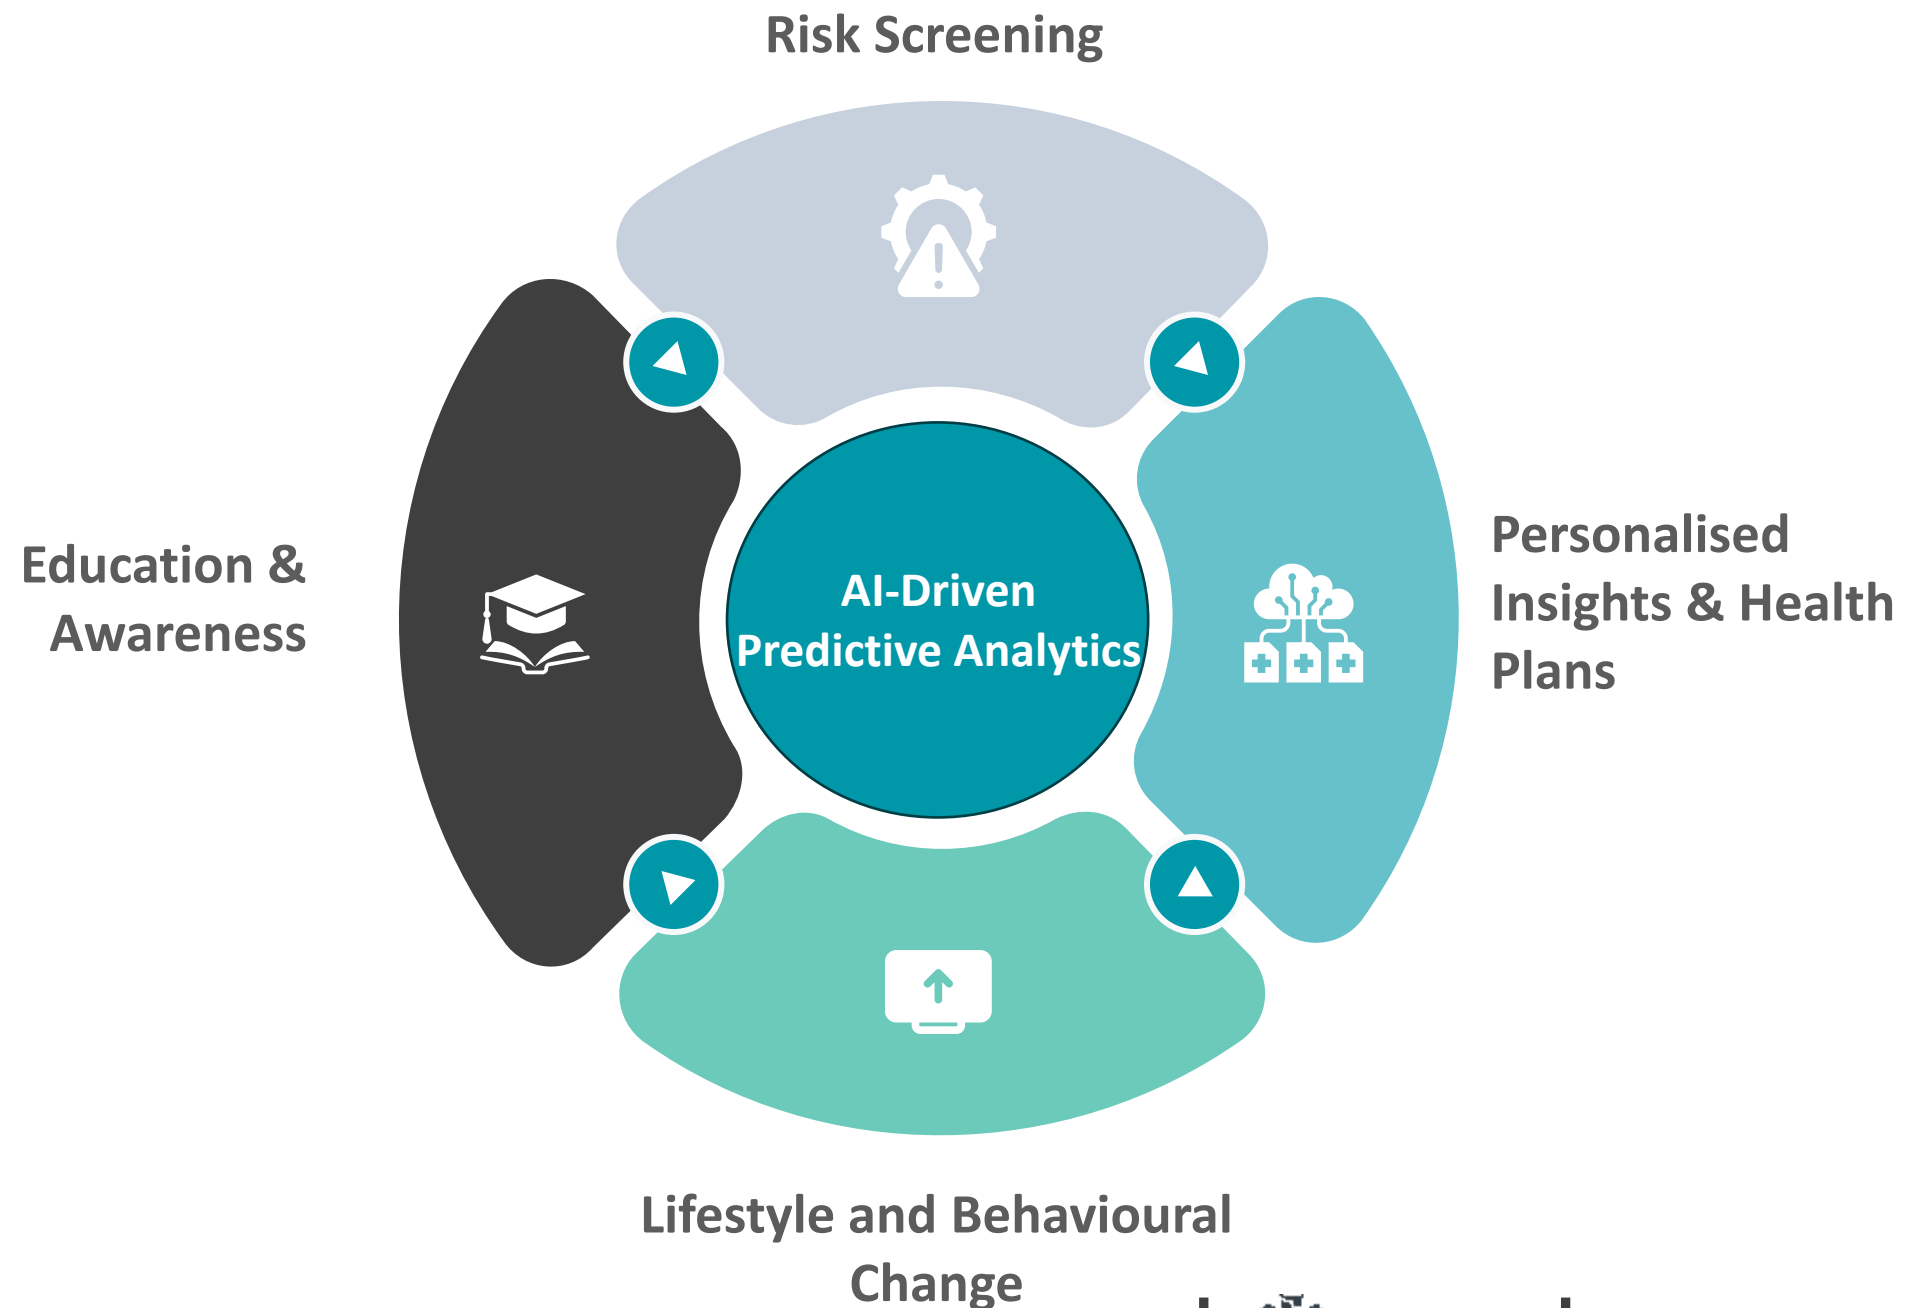 Risk Screening
Education &
Awareness
AI-Driven
Predictive Analytics
Personalised
Insights & Health
Plans
Lifestyle and Behavioural
Change